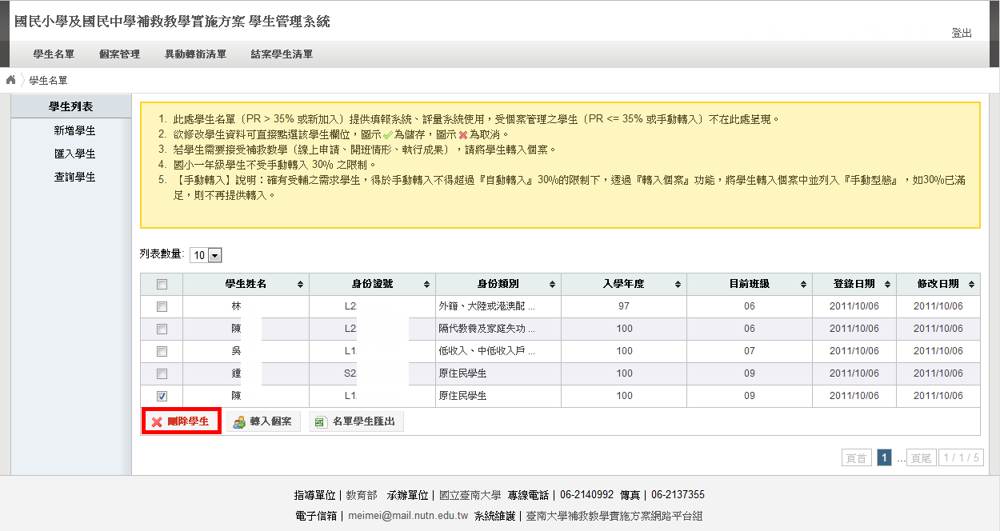 國民小學及國民中學補救教學實施方案 學生管理系統
登出
學生名單 個案管理 異動轉銜清單 結案學生清單
學生名單
學生列表
新增學生
匯入學生
查詢學生
1. 此處學生名單（PR > 35% 或新加入）提供填報系統、評量系統使用，受個案管理之學生（PR <= 35% 或手動轉入）不在此處呈現。
2. 欲修改學生資料可直接點選該學生欄位，圖示 為儲存，圖示 為取消。
3. 若學生需要接受補救教學（線上申請、開班情形、執行成果），請將學生轉入個案。
4. 國小一年級學生不受手動轉入 30% 之限制。
5. 【手動轉入】說明：確有受輔之需求學生，得於手動轉入不得超過『自動轉入』30%的限制下，透過『轉入個案』功能，將學生轉入個案中並列入『手動型態』，如30%已滿
足，則不再提供轉入。
列表數量: 10
學生姓名 身份證號 身份類別 入學年度 目前班級 登錄日期 修改日期
林 L2 外籍、大陸或港澳配 ... 97 06 2011/10/06 2011/10/06
陳 L2 隔代教養及家庭失功 ... 100 06 2011/10/06 2011/10/06
吳 L1 低收入、中低收入戶 ... 100 07 2011/10/06 2011/10/06
鍾 S2 原住民學生 100 09 2011/10/06 2011/10/06
陳 L1 原住民學生 100 09 2011/10/06 2011/10/06
刪除學生 轉入個案 名單學生匯出
頁首 1 ... 頁尾 1 / 1 / 5
指導單位 | 教育部 承辦單位 | 國立臺南大學 專線電話 | 06-2140992 傳真 | 06-2137355
電子信箱 | meimei@mail.nutn.edu.tw 系統維護 | 臺南大學補救教學實施方案網路平台組